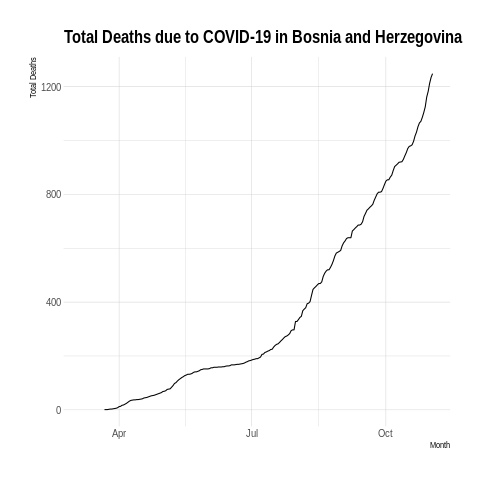 Total Deaths due to COVID-19 in Bosnia and Herzegovina
Total Deaths
1200
800
400
0
Apr
Jul
Oct
Month